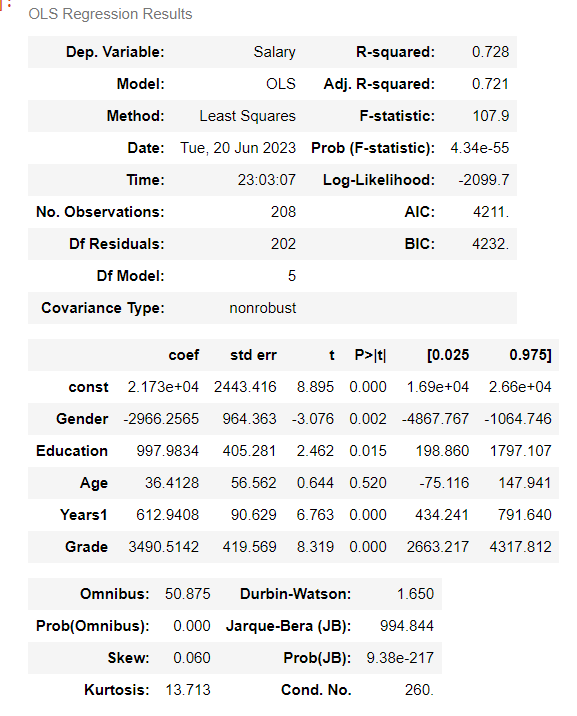 OLS Regression Results
Dep. Variable: Salary R-squared: 0.728
Model: OLS Adj. R-squared: 0.721
Method: Least Squares F-statistic: 107.9
Date: Tue, 20 Jun 2023 Prob (F-statistic): 4.34e-55
Time: 23:03:07 Log-Likelihood: -2099.7
No. Observations: 208 AIC: 4211.
Df Residuals: 202 BIC: 4232.
Df Model: 5
Covariance Type: nonrobust
coef std err t P>|t| [0.025 0.975]
const 2.173e+04 2443.416 8.895 0.000 1.69e+04 2.66e+04
Gender -2966.2565 964.363 -3.076 0.002 -4867.767 -1064.746
Education 997.9834 405.281 2.462 0.015 198.860 1797.107
Age 36.4128 56.562 0.644 0.520 -75.116 147.941
Years1 612.9408 90.629 6.763 0.000 434.241 791.640
Grade 3490.5142 419.569 8.319 0.000 2663.217 4317.812
Omnibus: 50.875 Durbin-Watson: 1.650
Prob(Omnibus): 0.000 Jarque-Bera (JB): 994.844
Skew: 0.060 Prob(JB): 9.38e-217
Kurtosis: 13.713 Cond. No. 260.